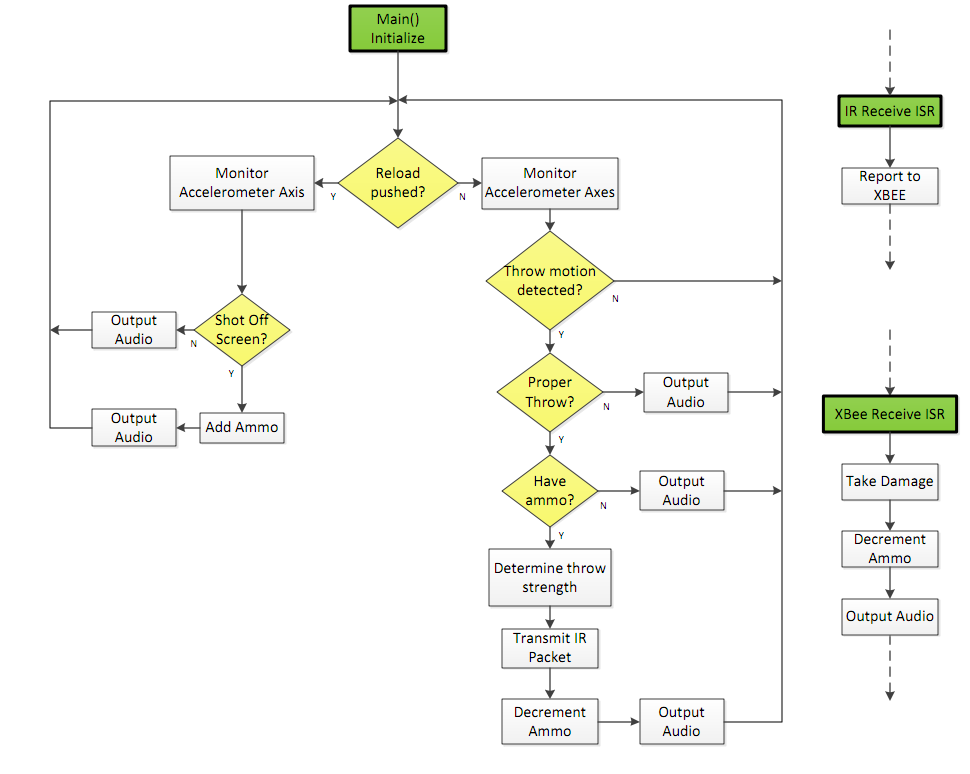 Main()
Initialize
Reload
pushed?
Y
N
Monitor
Accelerometer Axis
Monitor
Accelerometer Axes
Shot Off
Screen?
N
Y
Output
Audio
Add Ammo
Output
Audio
Throw motion
detected?
N
Y
Proper
Throw?
N
Y
Output
Audio
Have
ammo?
N
Y
Output
Audio
Determine throw
strength
Transmit IR
Packet
Decrement
Ammo
Output
Audio
IR Receive ISR
Report to
XBEE
XBee Receive ISR
Take Damage
Decrement
Ammo
Output Audio